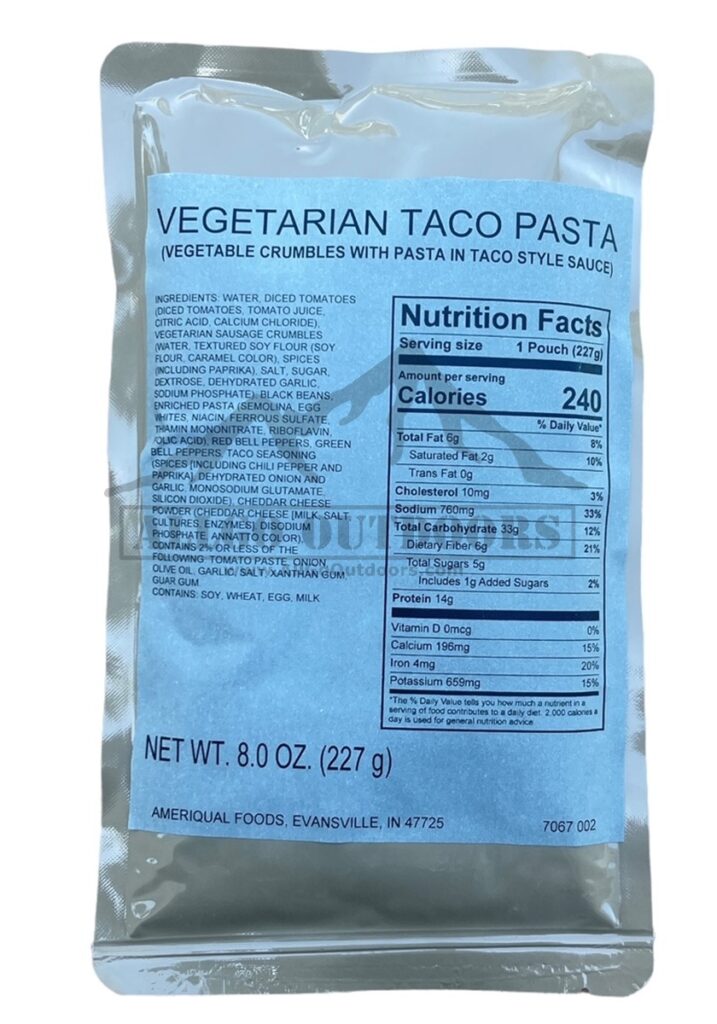 VEGETARIAN TACO PASTA
(VEGETABLE CRUMBLES WITH PASTA IN TACO STYLE SAUCE)
INGREDIENTS: WATER, DICED TOMATOES
(DICED TOMATOES, TOMATO JUICE,
CITRIC ACID, CALCIUM CHLORIDE),
VEGETARIAN SAUSAGE CRUMBLES
(WATER, TEXTURED SOY FLOUR (SOY
FLOUR, CARAMEL COLOR), SPICES
(INCLUDING PAPRIKA), SALT, SUGAR,
DEXTROSE, DEHYDRATED GARLIC,
SODIUM PHOSPHATE), BLACK BEANS,
ENRICHED PASTA (SEMOLINA, EGG
WHITES, NIACIN, FERROUS SULFATE,
THIAMIN MONONITRATE, RIBOFLAVIN,
FOLIC ACID), RED BELL PEPPERS, GREEN
BELL PEPPERS, TACO SEASONING
(SPICES [INCLUDING CHILI PEPPER AND
PAPRIKA], DEHYDRATED ONION AND
GARLIC, MONOSODIUM GLUTAMATE,
SILICON DIOXIDE), CHEDDAR CHEESE
POWDER (CHEDDAR CHEESE [MILK, SALT,
CULTURES, ENZYMES], DISODIUM
PHOSPHATE, ANNATTO COLOR).
CONTAINS 2% OR LESS OF THE
FOLLOWING: TOMATO PASTE, ONION,
OLIVE OIL, GARLIC, SALT, XANTHAN GUM,
GUAR GUM.
CONTAINS: SOY, WHEAT, EGG, MILK
Nutrition Facts
Serving size 1 Pouch (227g)
Amount per serving
Calories 240
% Daily Value*
Total Fat 6g 8%
Saturated Fat 2g 10%
Trans Fat 0g
Cholesterol 10mg 3%
Sodium 760mg 33%
Total Carbohydrate 33g 12%
Dietary Fiber 6g 21%
Total Sugars 5g
Includes 1g Added Sugars 2%
Protein 14g
Vitamin D 0mcg 0%
Calcium 196mg 15%
Iron 4mg 20%
Potassium 659mg 15%
*The % Daily Value tells you how much a nutrient in a
serving of food contributes to a daily diet. 2,000 calories a
day is used for general nutrition advice.
NET WT. 8.0 OZ. (227 g)
AMERIQUAL FOODS, EVANSVILLE, IN 47725 7067 002
OUTDOORS